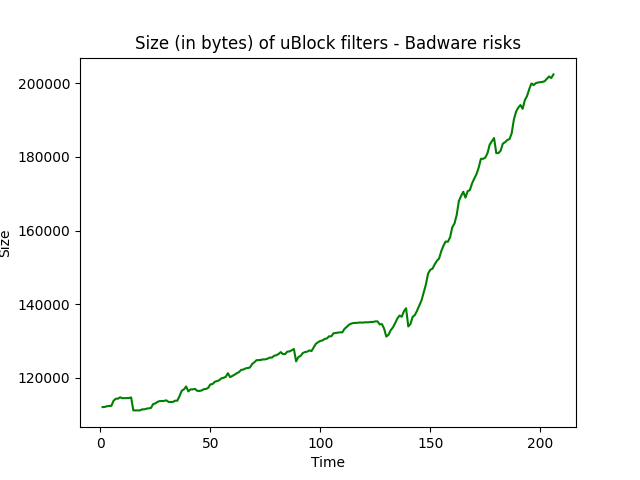 Size (in bytes) of uBlock filters - Badware risks
200000
180000
160000
140000
120000
Size
0 50 100 150 200
Time